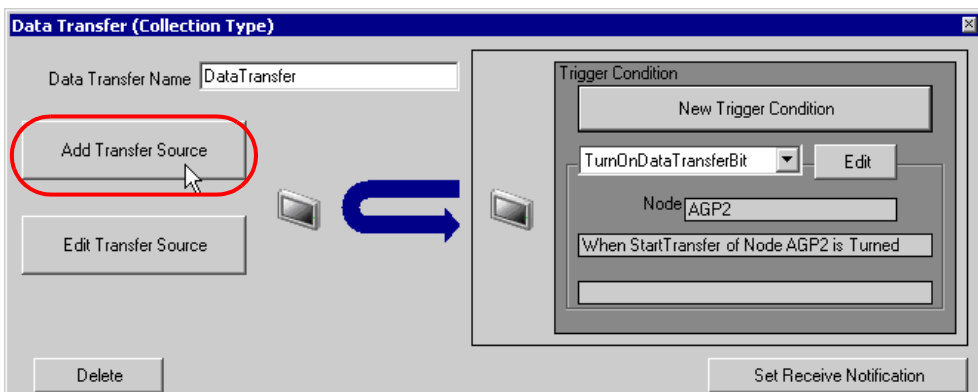 Data Transfer (Collection Type)
Data Transfer Name DataTransfer
Add Transfer Source
Edit Transfer Source
Delete
Trigger Condition
New Trigger Condition
TurnOnDataTransferBit Edit
Node AGP2
When StartTransfer of Node AGP2 is Turned
Set Receive Notification